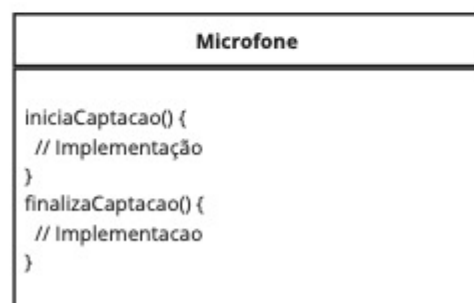 Microfone
iniciaCaptacao() {
// Implementação
}
finalizaCaptacao() {
// Implementacao
}